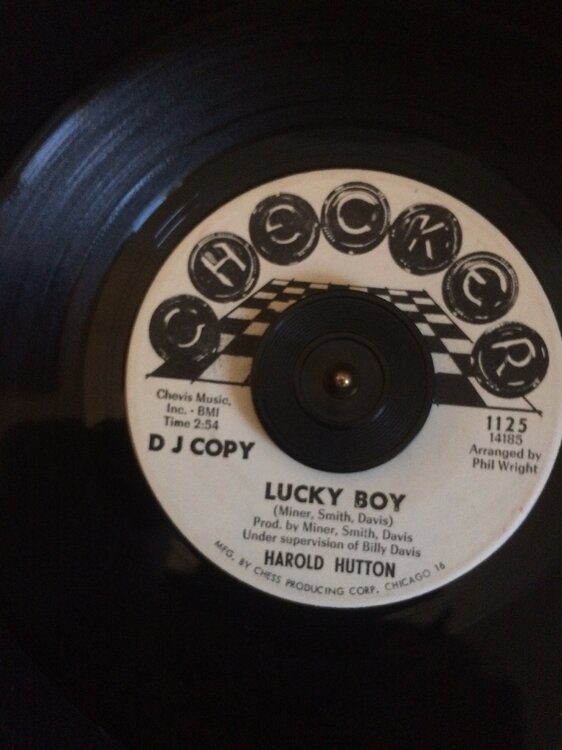 CHECKER
Chevis Music,
Inc. - BMI
Time 2:54
D J COPY
1125
14185
Arranged by
Phil Wright
LUCKY BOY
(Miner, Smith, Davis)
Prod. by Miner, Smith, Davis
Under supervision of Billy Davis
HAROLD HUTTON
MFG. BY CHESS PRODUCING CORP. CHICAGO 16